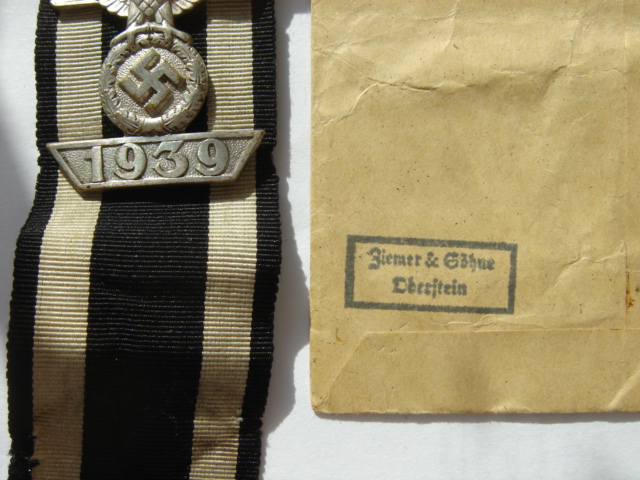 1939
Ziemer & Söhne
Oberstein